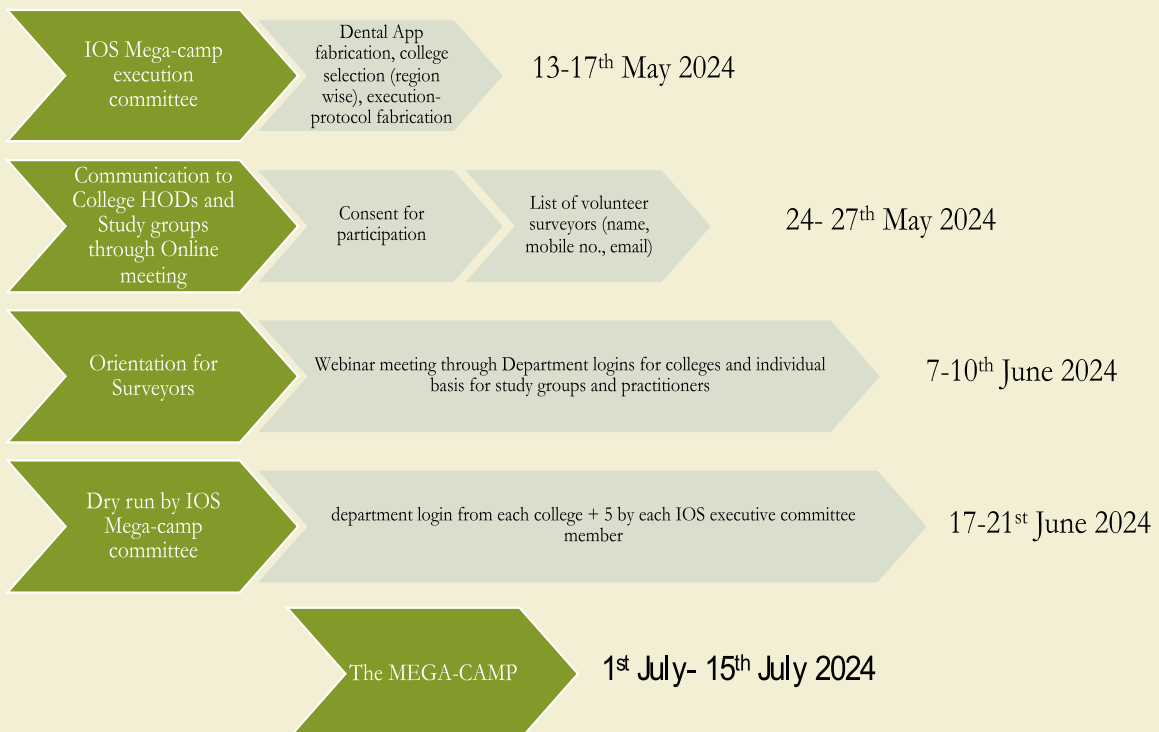 IOS Mega-camp
execution
committee
Dental App
fabrication, college
selection (region
wise), execution-
protocol fabrication
13-17th May 2024
Communication to
College HODs and
Study groups
through Online
meeting
Consent for
participation
List of volunteer
surveyors (name,
mobile no., email)
24- 27th May 2024
Orientation for
Surveyors
Webinar meeting through Department logins for colleges and individual
basis for study groups and practitioners
7-10th June 2024
Dry run by IOS
Mega-camp
committee
department login from each college + 5 by each IOS executive committee
member
17-21st June 2024
The MEGA-CAMP
1st July- 15th July 2024